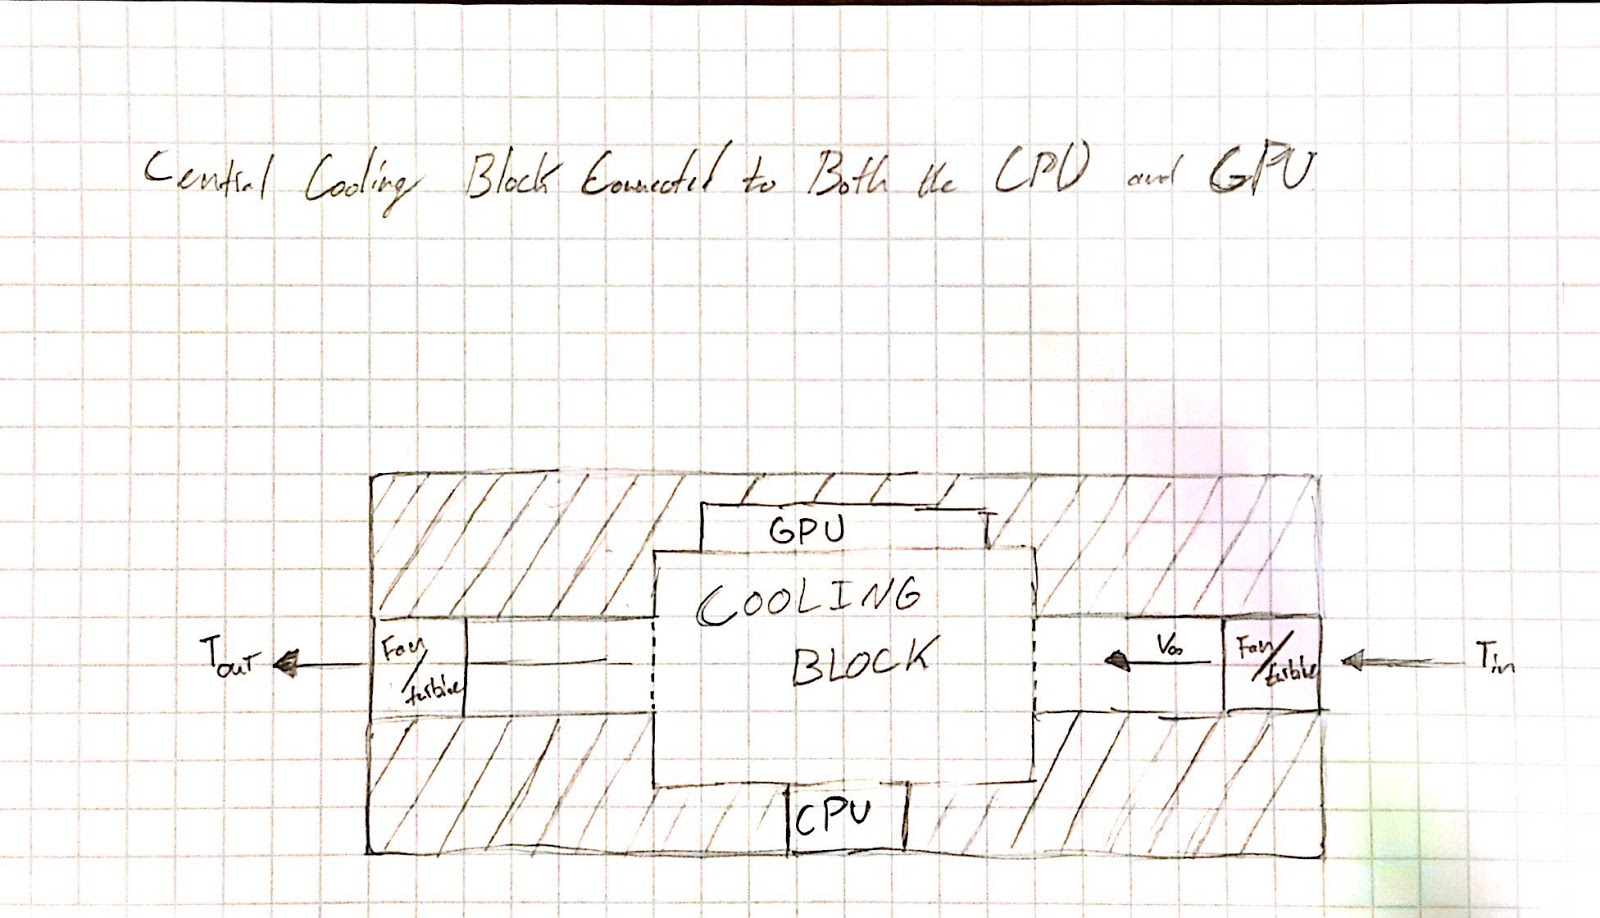 Central Cooling Block Connected to Both the CPU and GPU
GPU
COOLING
BLOCK
Tout
Fan/
turbine
V∞
Fan/
turbine
Tin
CPU